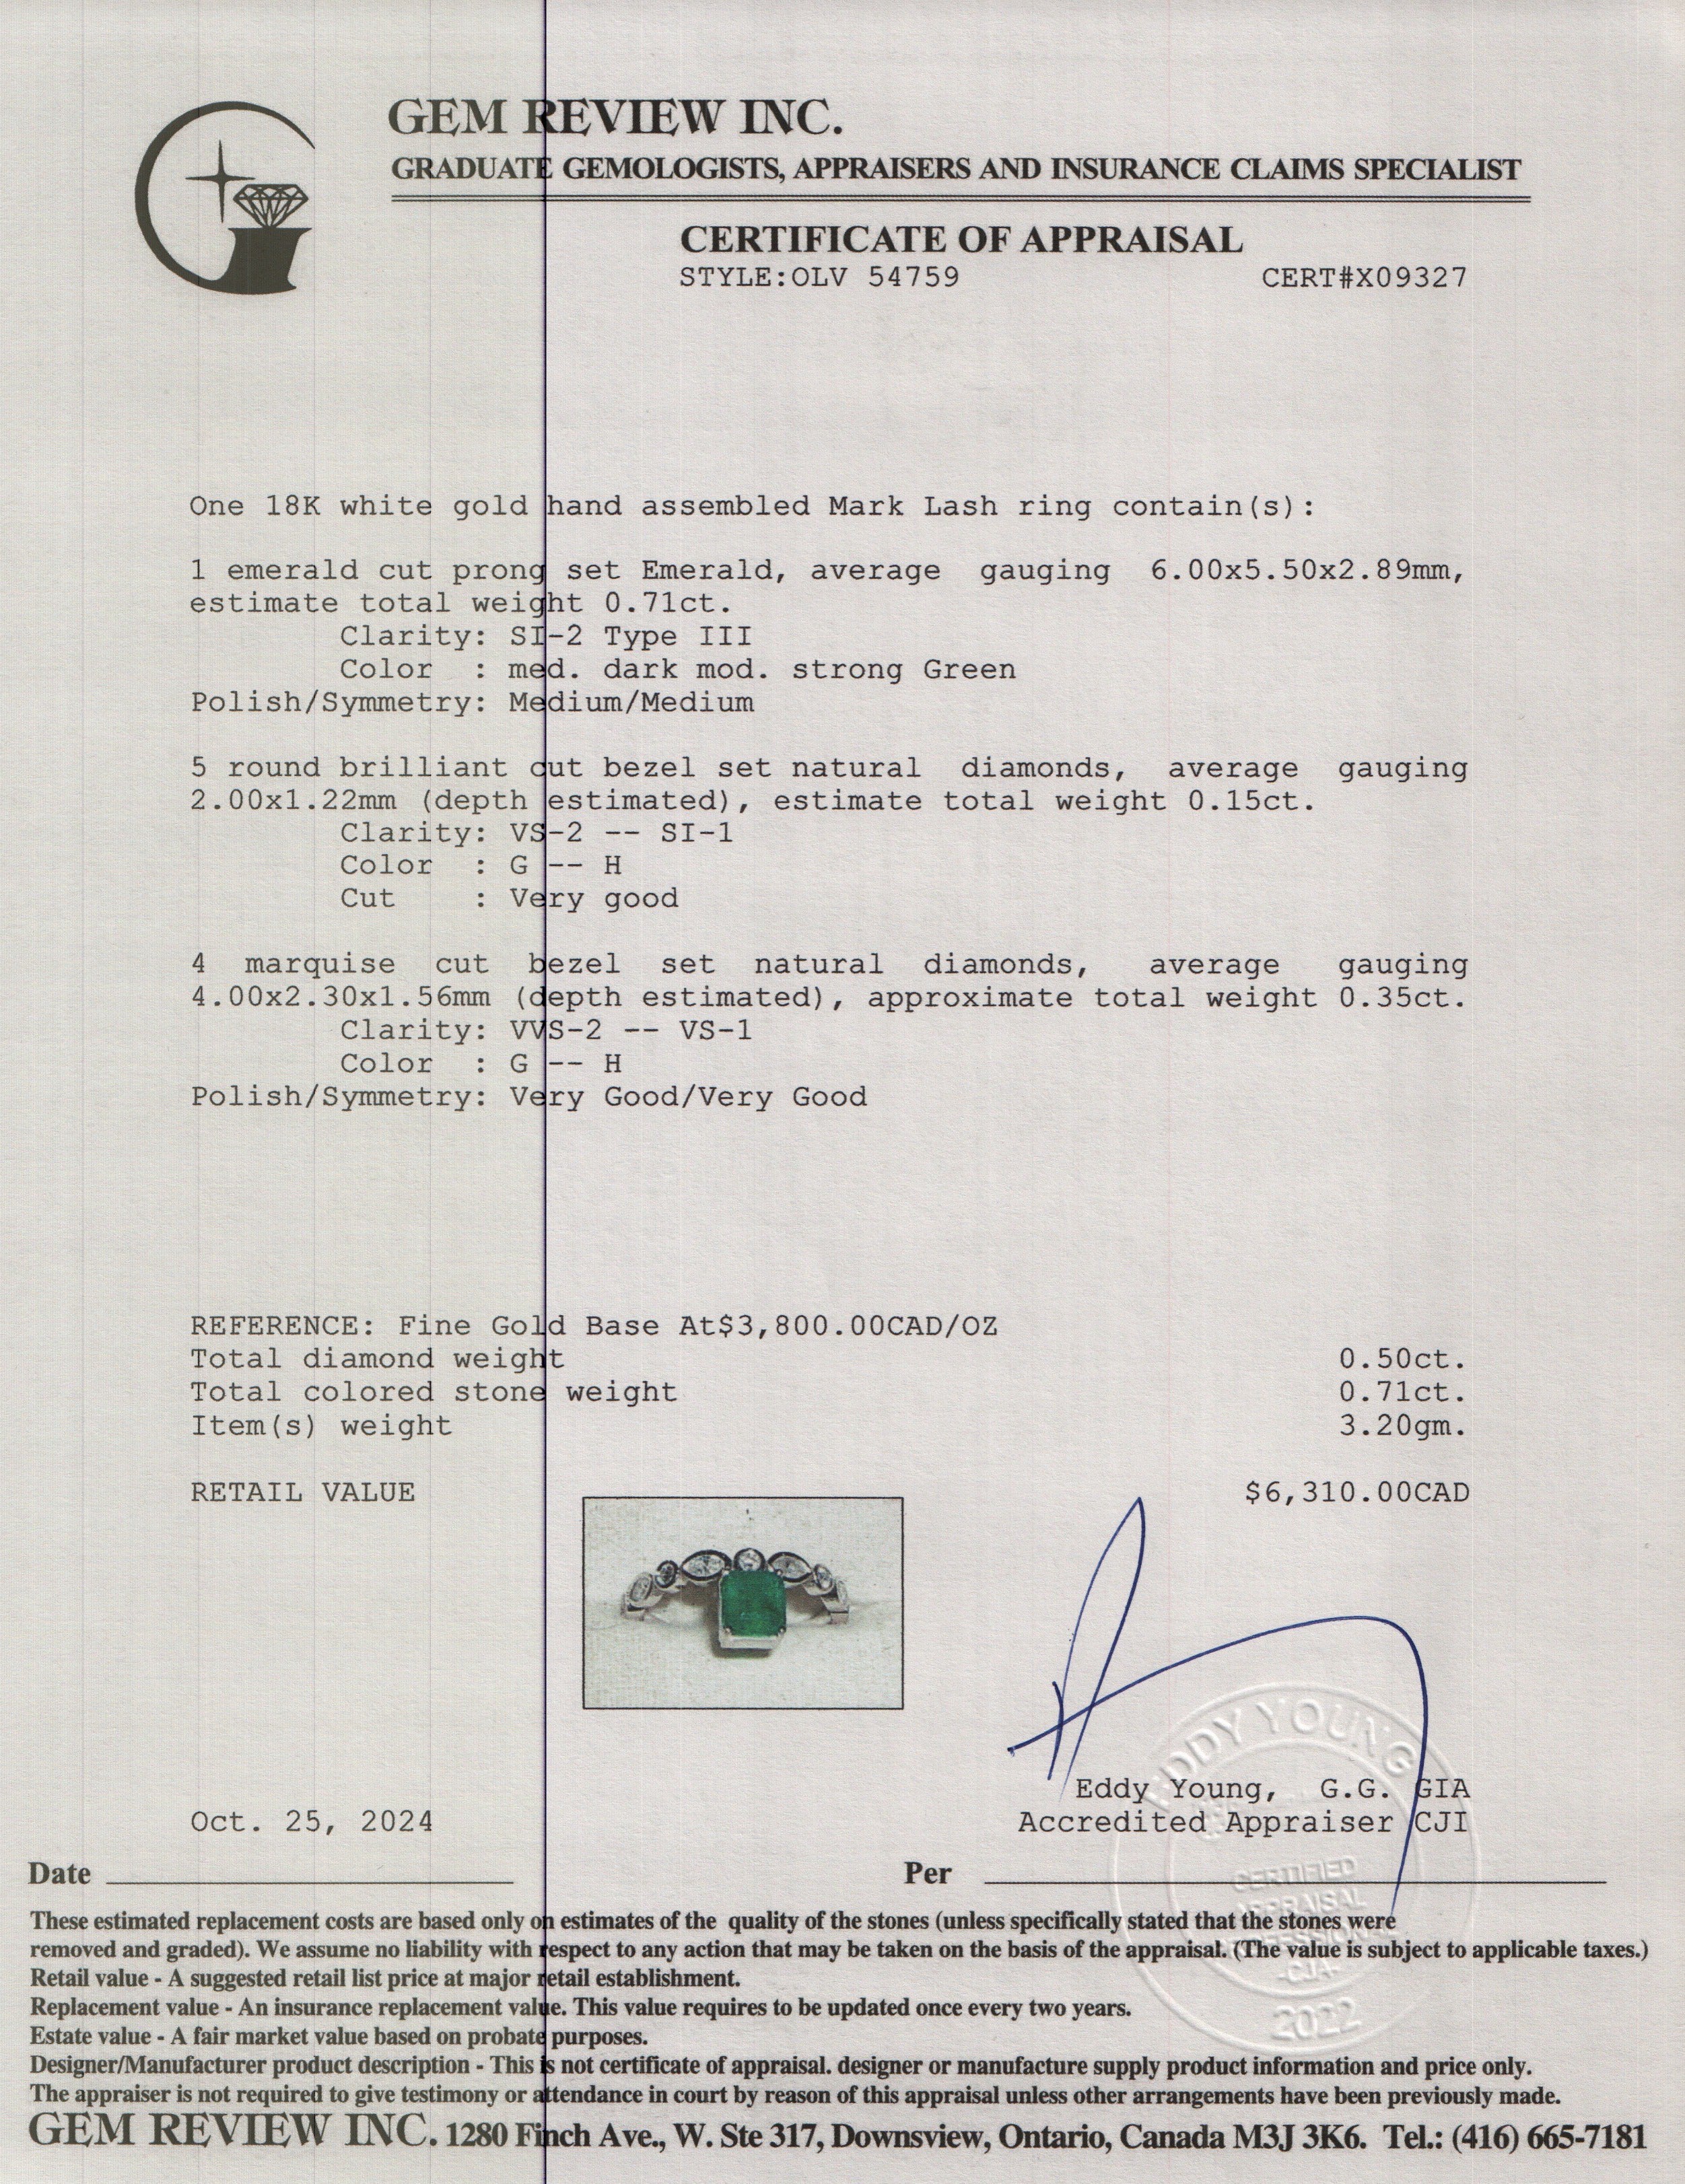 GEM REVIEW INC.
GRADUATE GEMOLOGISTS, APPRAISERS AND INSURANCE CLAIMS SPECIALIST
CERTIFICATE OF APPRAISAL
STYLE:OLV 54759 CERT#X09327
One 18K white gold hand assembled Mark Lash ring contain(s):
1 emerald cut prong set Emerald, average gauging 6.00x5.50x2.89mm,
estimate total weight 0.71ct.
Clarity: SI-2 Type III
Color : med. dark mod. strong Green
Polish/Symmetry: Medium/Medium
5 round brilliant cut bezel set natural diamonds, average gauging
2.00x1.22mm (depth estimated), estimate total weight 0.15ct.
Clarity: VS-2 -- SI-1
Color : G -- H
Cut : Very good
4 marquise cut bezel set natural diamonds, average gauging
4.00x2.30x1.56mm (depth estimated), approximate total weight 0.35ct.
Clarity: VVS-2 -- VS-1
Color : G -- H
Polish/Symmetry: Very Good/Very Good
REFERENCE: Fine Gold Base At$3,800.00CAD/OZ
Total diamond weight 0.50ct.
Total colored stone weight 0.71ct.
Item(s) weight 3.20gm.
RETAIL VALUE $6,310.00CAD
EDDY YOUNG
Eddy Young, G.G. GIA
Oct. 25, 2024 Accredited Appraiser CJI
Date Per
CERTIFIED
APPRAISAL
-CJA-
2022
These estimated replacement costs are based only on estimates of the quality of the stones (unless specifically stated that the stones were
removed and graded). We assume no liability with respect to any action that may be taken on the basis of the appraisal. (The value is subject to applicable taxes.)
Retail value - A suggested retail list price at major retail establishment.
Replacement value - An insurance replacement value. This value requires to be updated once every two years.
Estate value - A fair market value based on probate purposes.
Designer/Manufacturer product description - This is not certificate of appraisal. designer or manufacture supply product information and price only.
The appraiser is not required to give testimony or attendance in court by reason of this appraisal unless other arrangements have been previously made.
GEM REVIEW INC. 1280 Finch Ave., W. Ste 317, Downsview, Ontario, Canada M3J 3K6. Tel.: (416) 665-7181